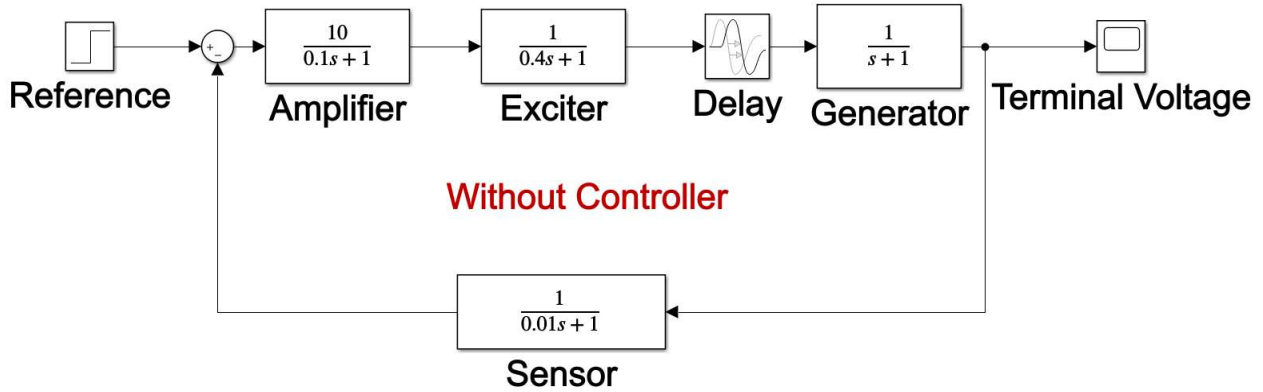 10
0.1s + 1
1
0.4s + 1
1
s + 1
+
−
Reference
Amplifier
Exciter
Delay
Generator
Terminal Voltage
Without Controller
1
0.01s + 1
Sensor